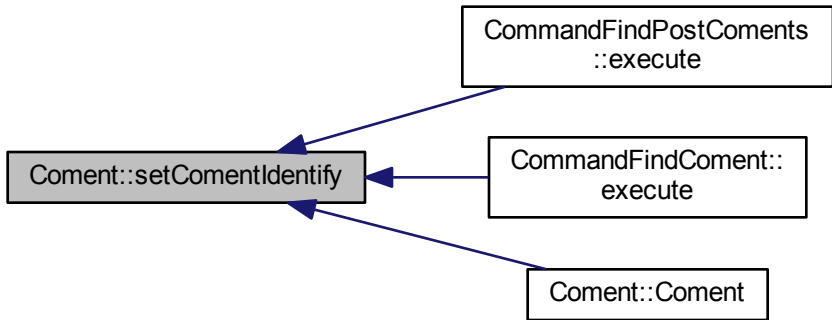 CommandFindPostComents
::execute
Coment::setComentIdentify
CommandFindComent::
execute
Coment::Coment